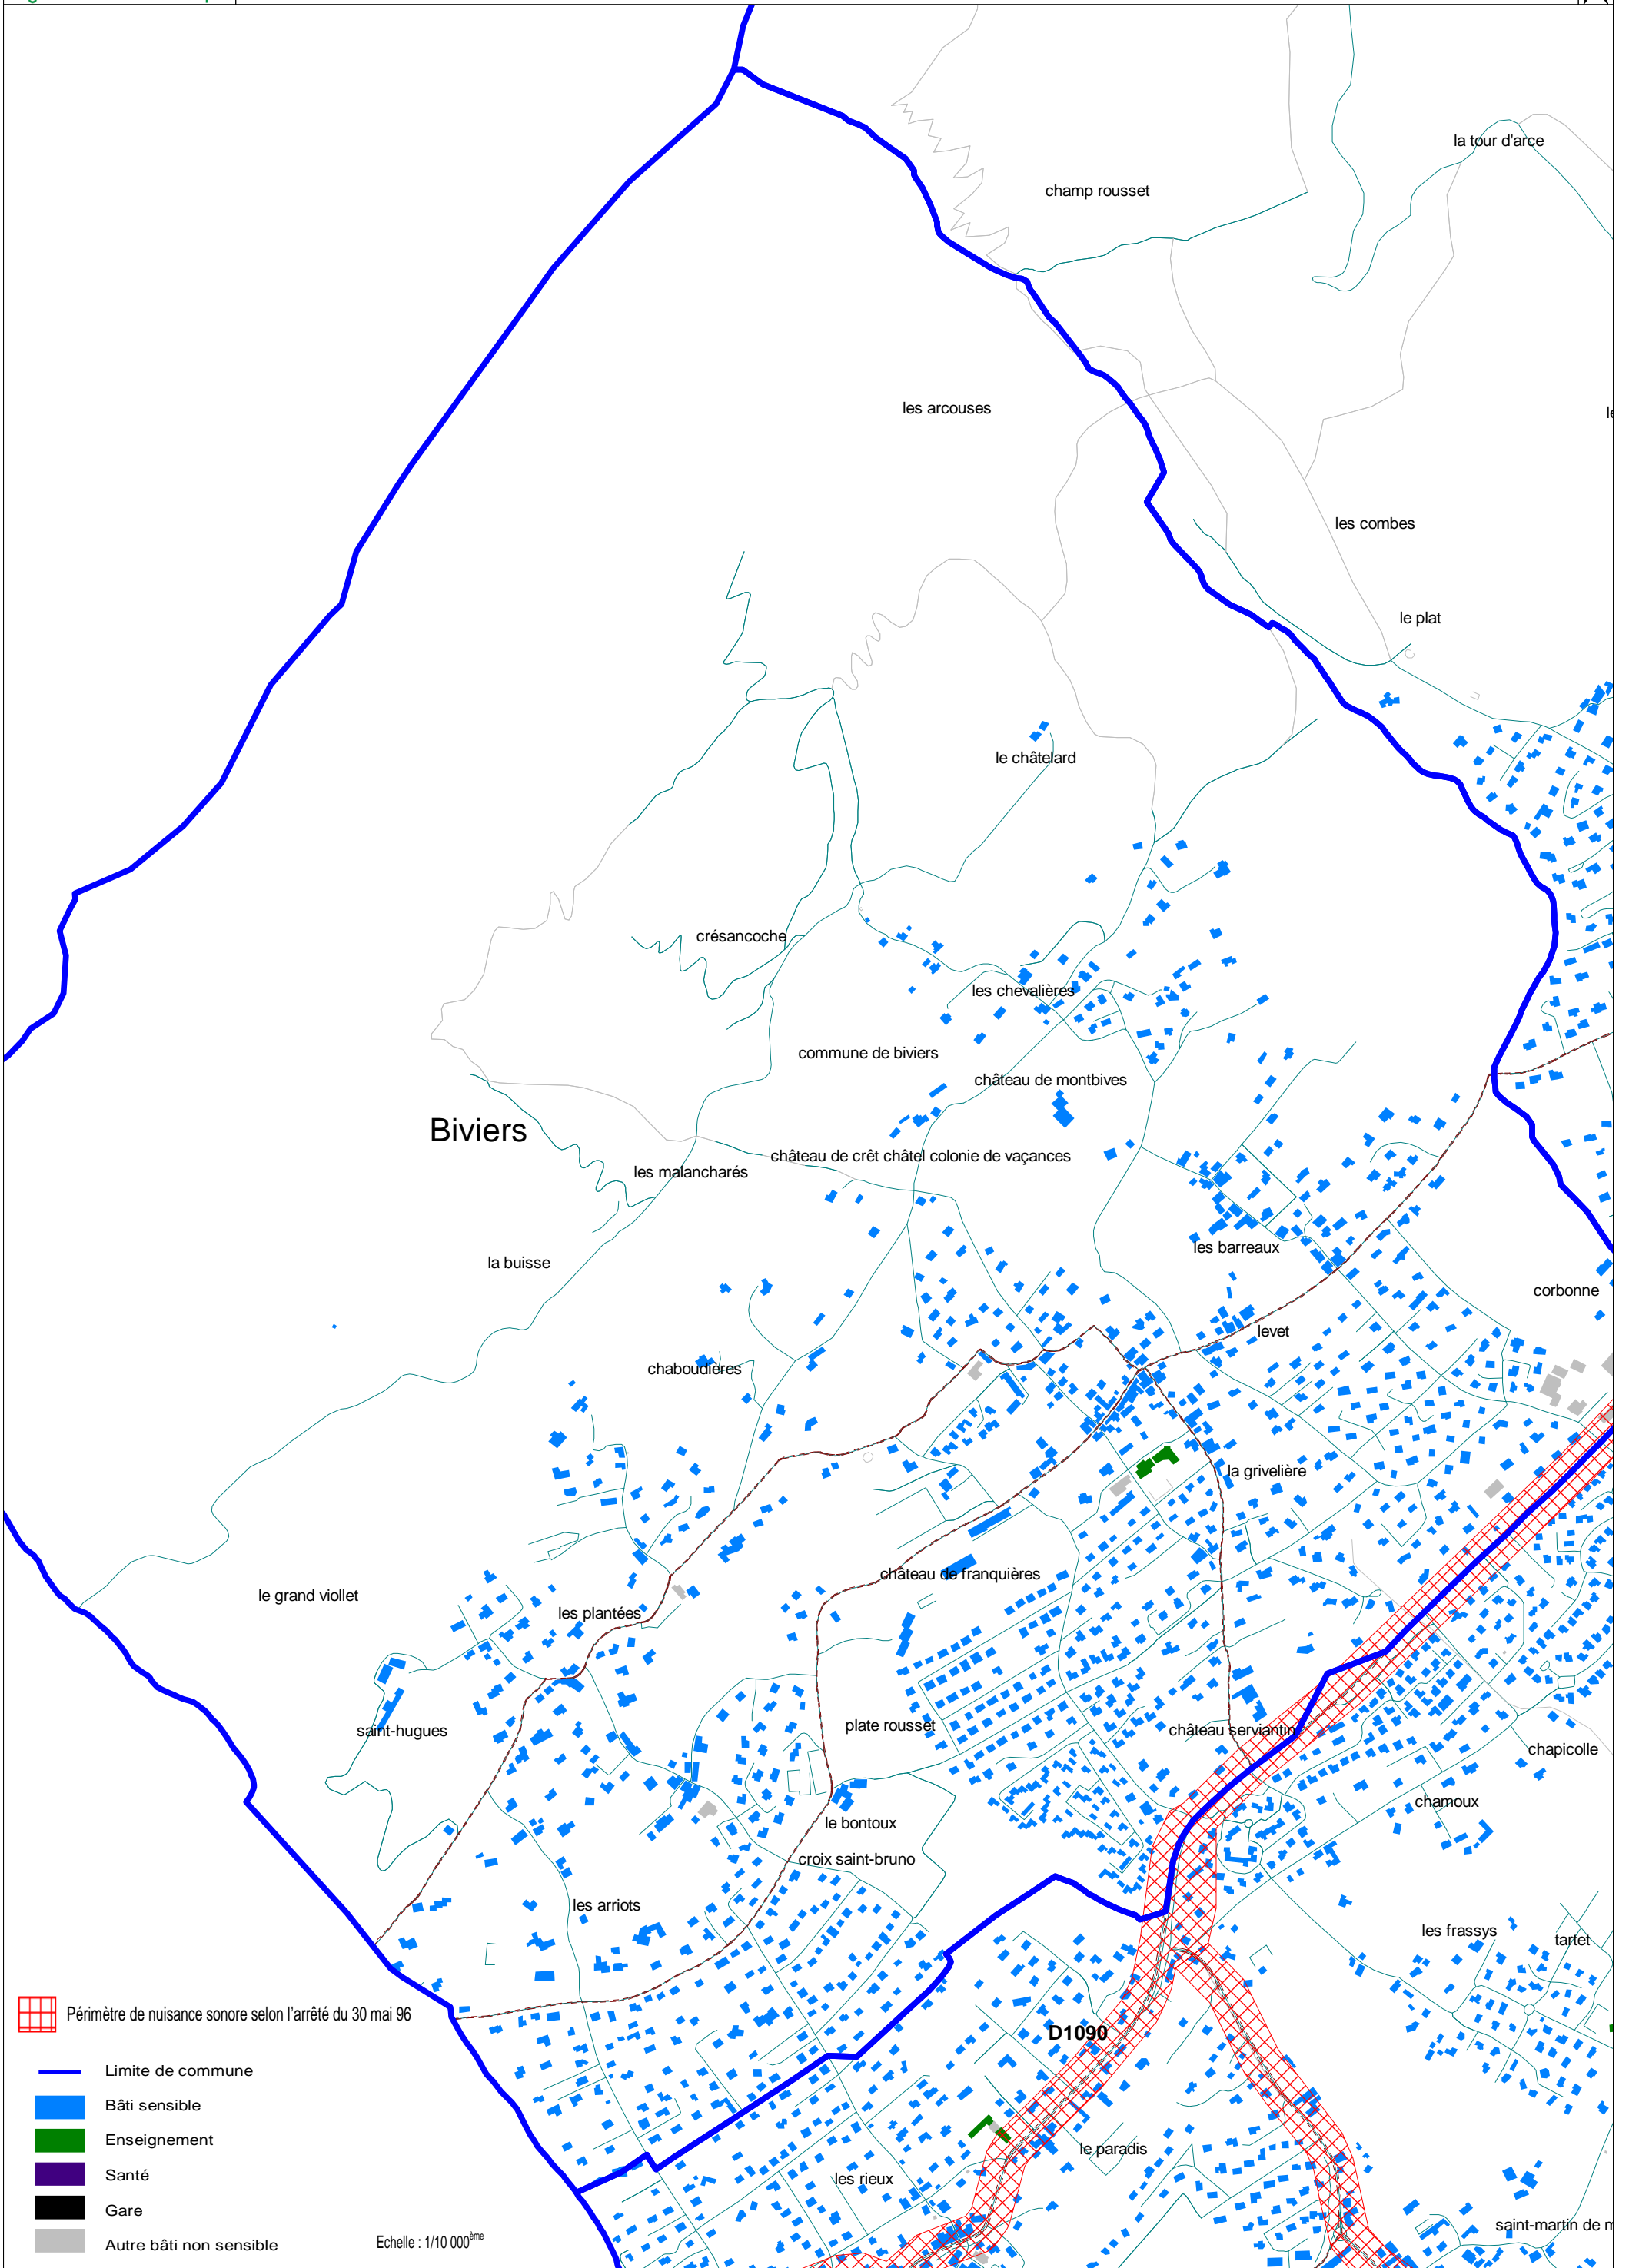 la tour d'arce
champ rousset
les arcouses
les combes
le plat
le châtelard
crésancoche
les chevalières
commune de biviers
château de montbives
Biviers
château de crêt châtel colonie de vaçances
les malancharés
les barreaux
la buisse
corbonne
levet
chaboudières
la grivelière
château de franquières
le grand viollet
les plantées
plate rousset
saint-hugues
château serviantin
chapicolle
chamoux
le bontoux
croix saint-bruno
les arriots
les frassys
tartet
D1090
le paradis
les rieux
saint-martin de m
Périmètre de nuisance sonore selon l'arrêté du 30 mai 96
Limite de commune
Bâti sensible
Enseignement
Santé
Gare
Autre bâti non sensible
Echelle : 1/10 000ème